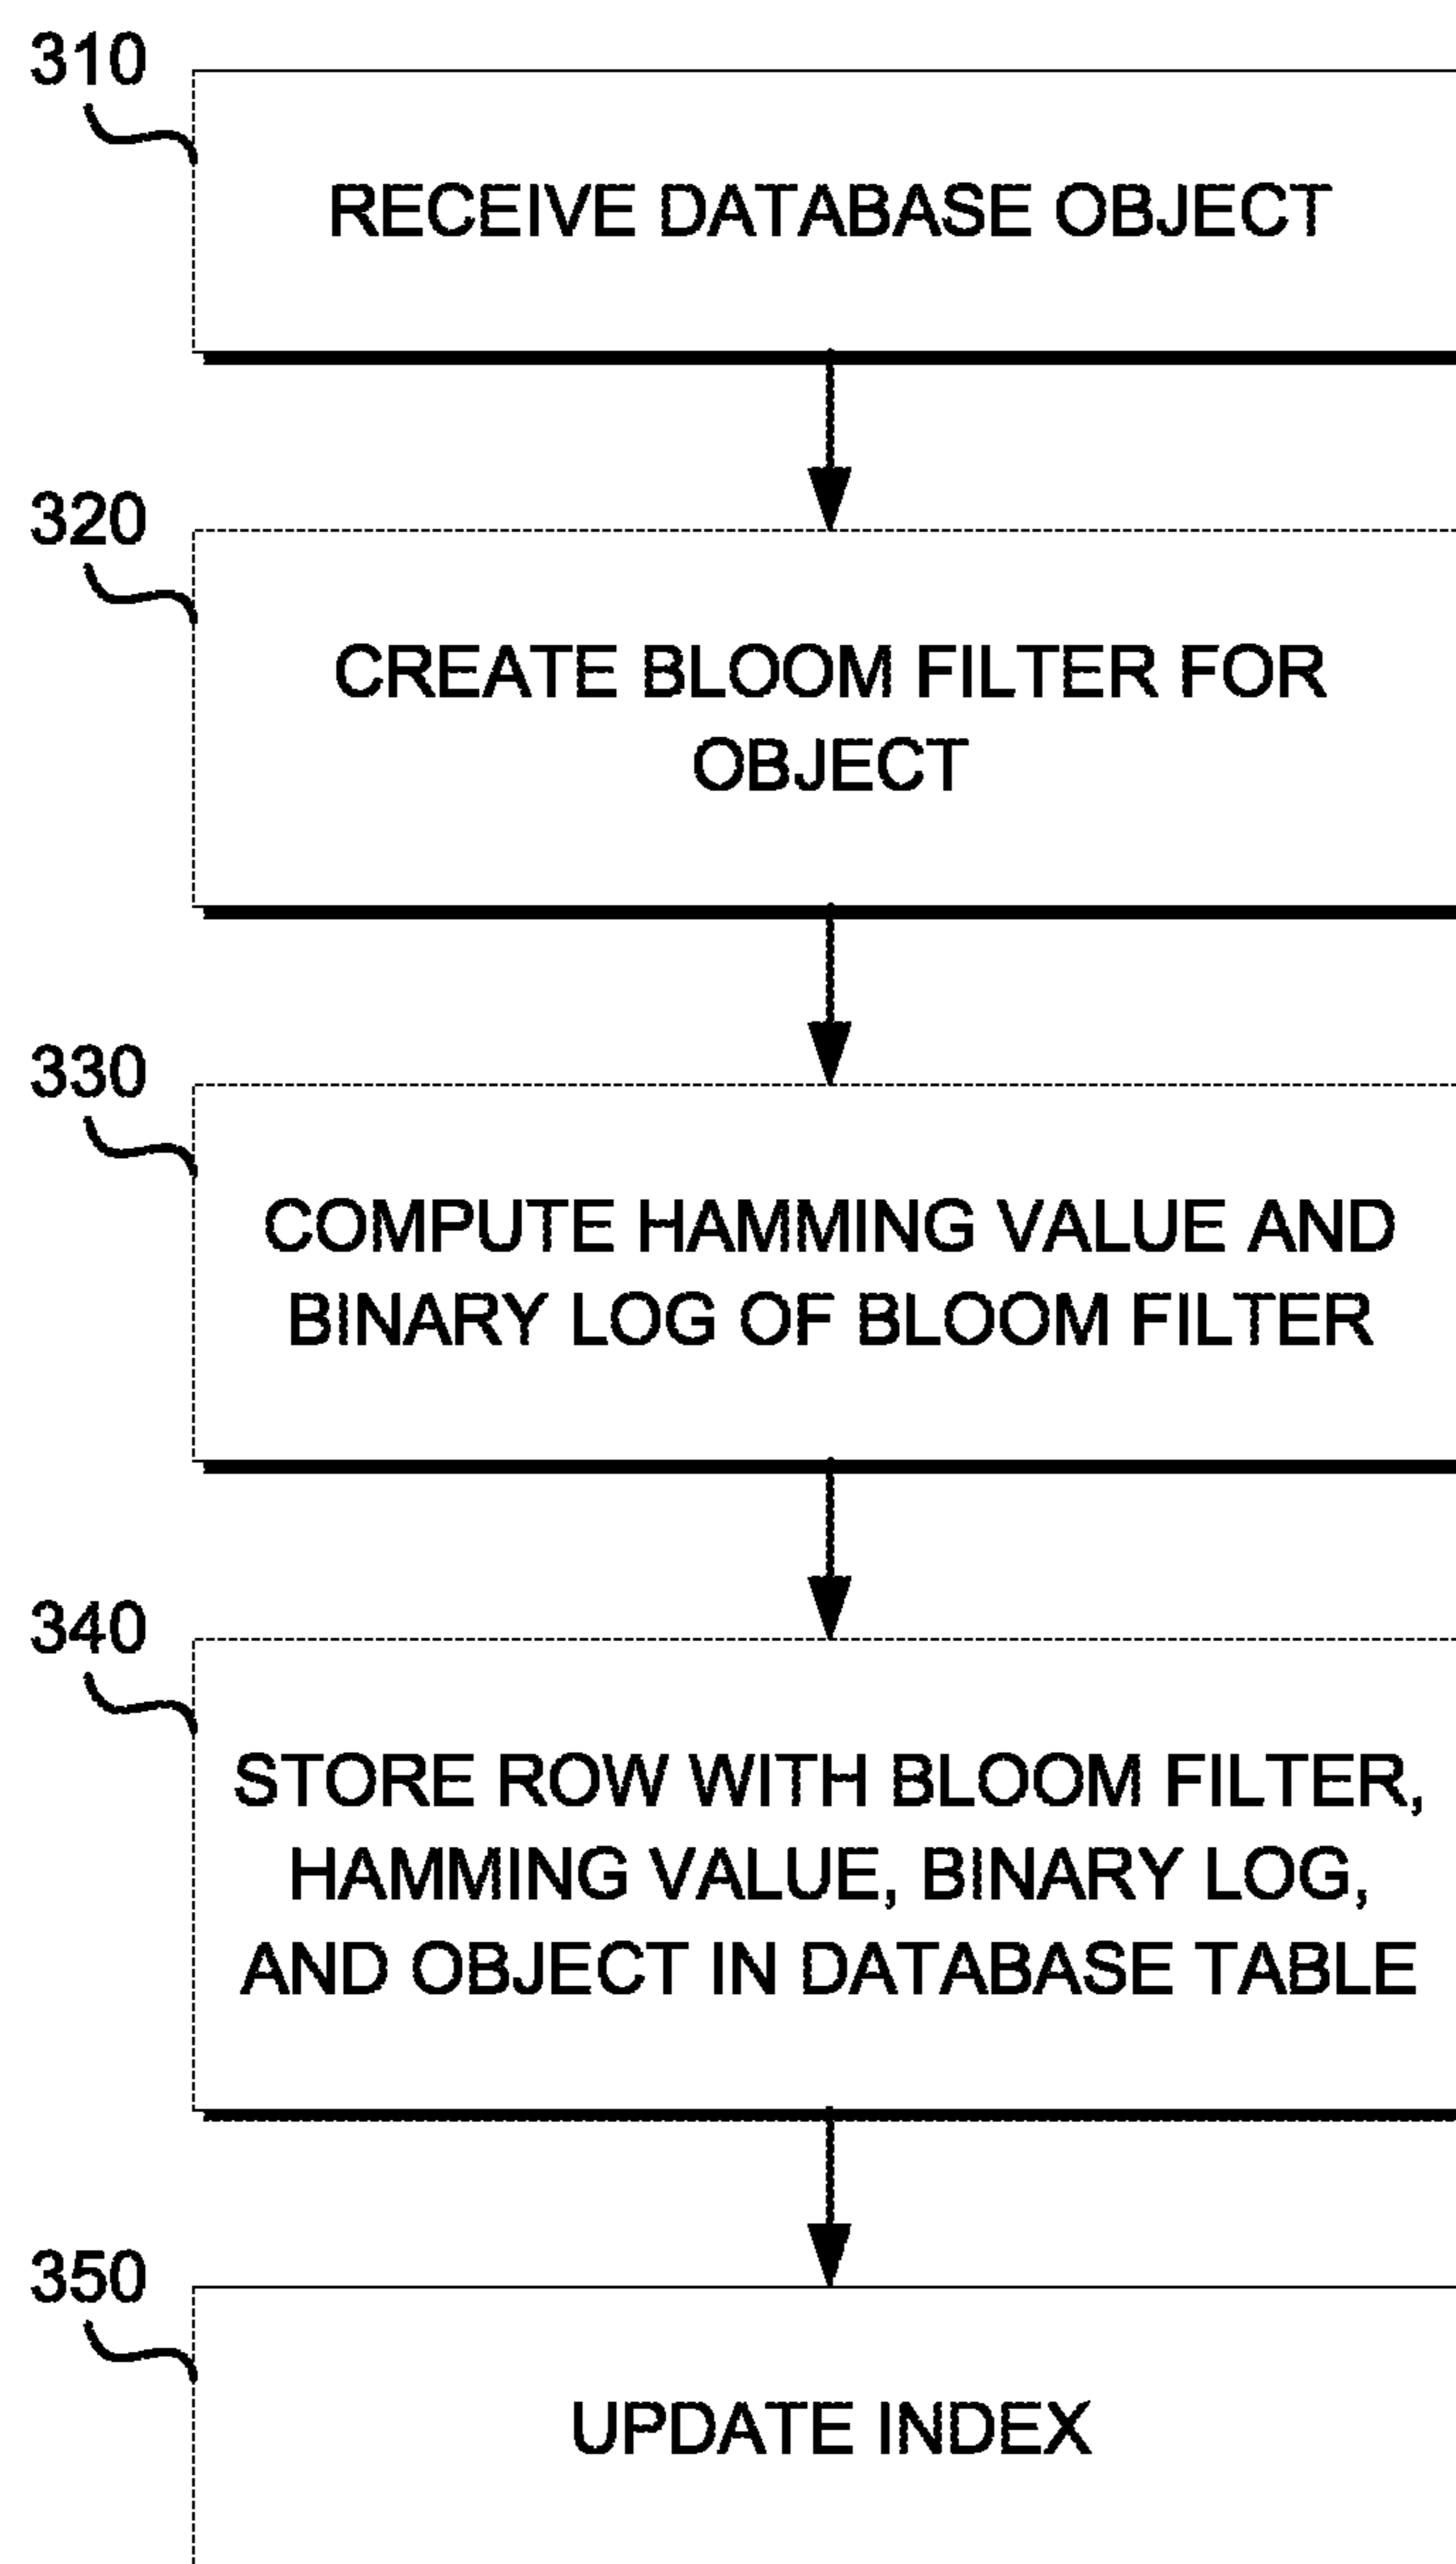 310
RECEIVE DATABASE OBJECT
320
CREATE BLOOM FILTER FOR
OBJECT
330
COMPUTE HAMMING VALUE AND
BINARY LOG OF BLOOM FILTER
340
STORE ROW WITH BLOOM FILTER,
HAMMING VALUE, BINARY LOG,
AND OBJECT IN DATABASE TABLE
350
UPDATE INDEX